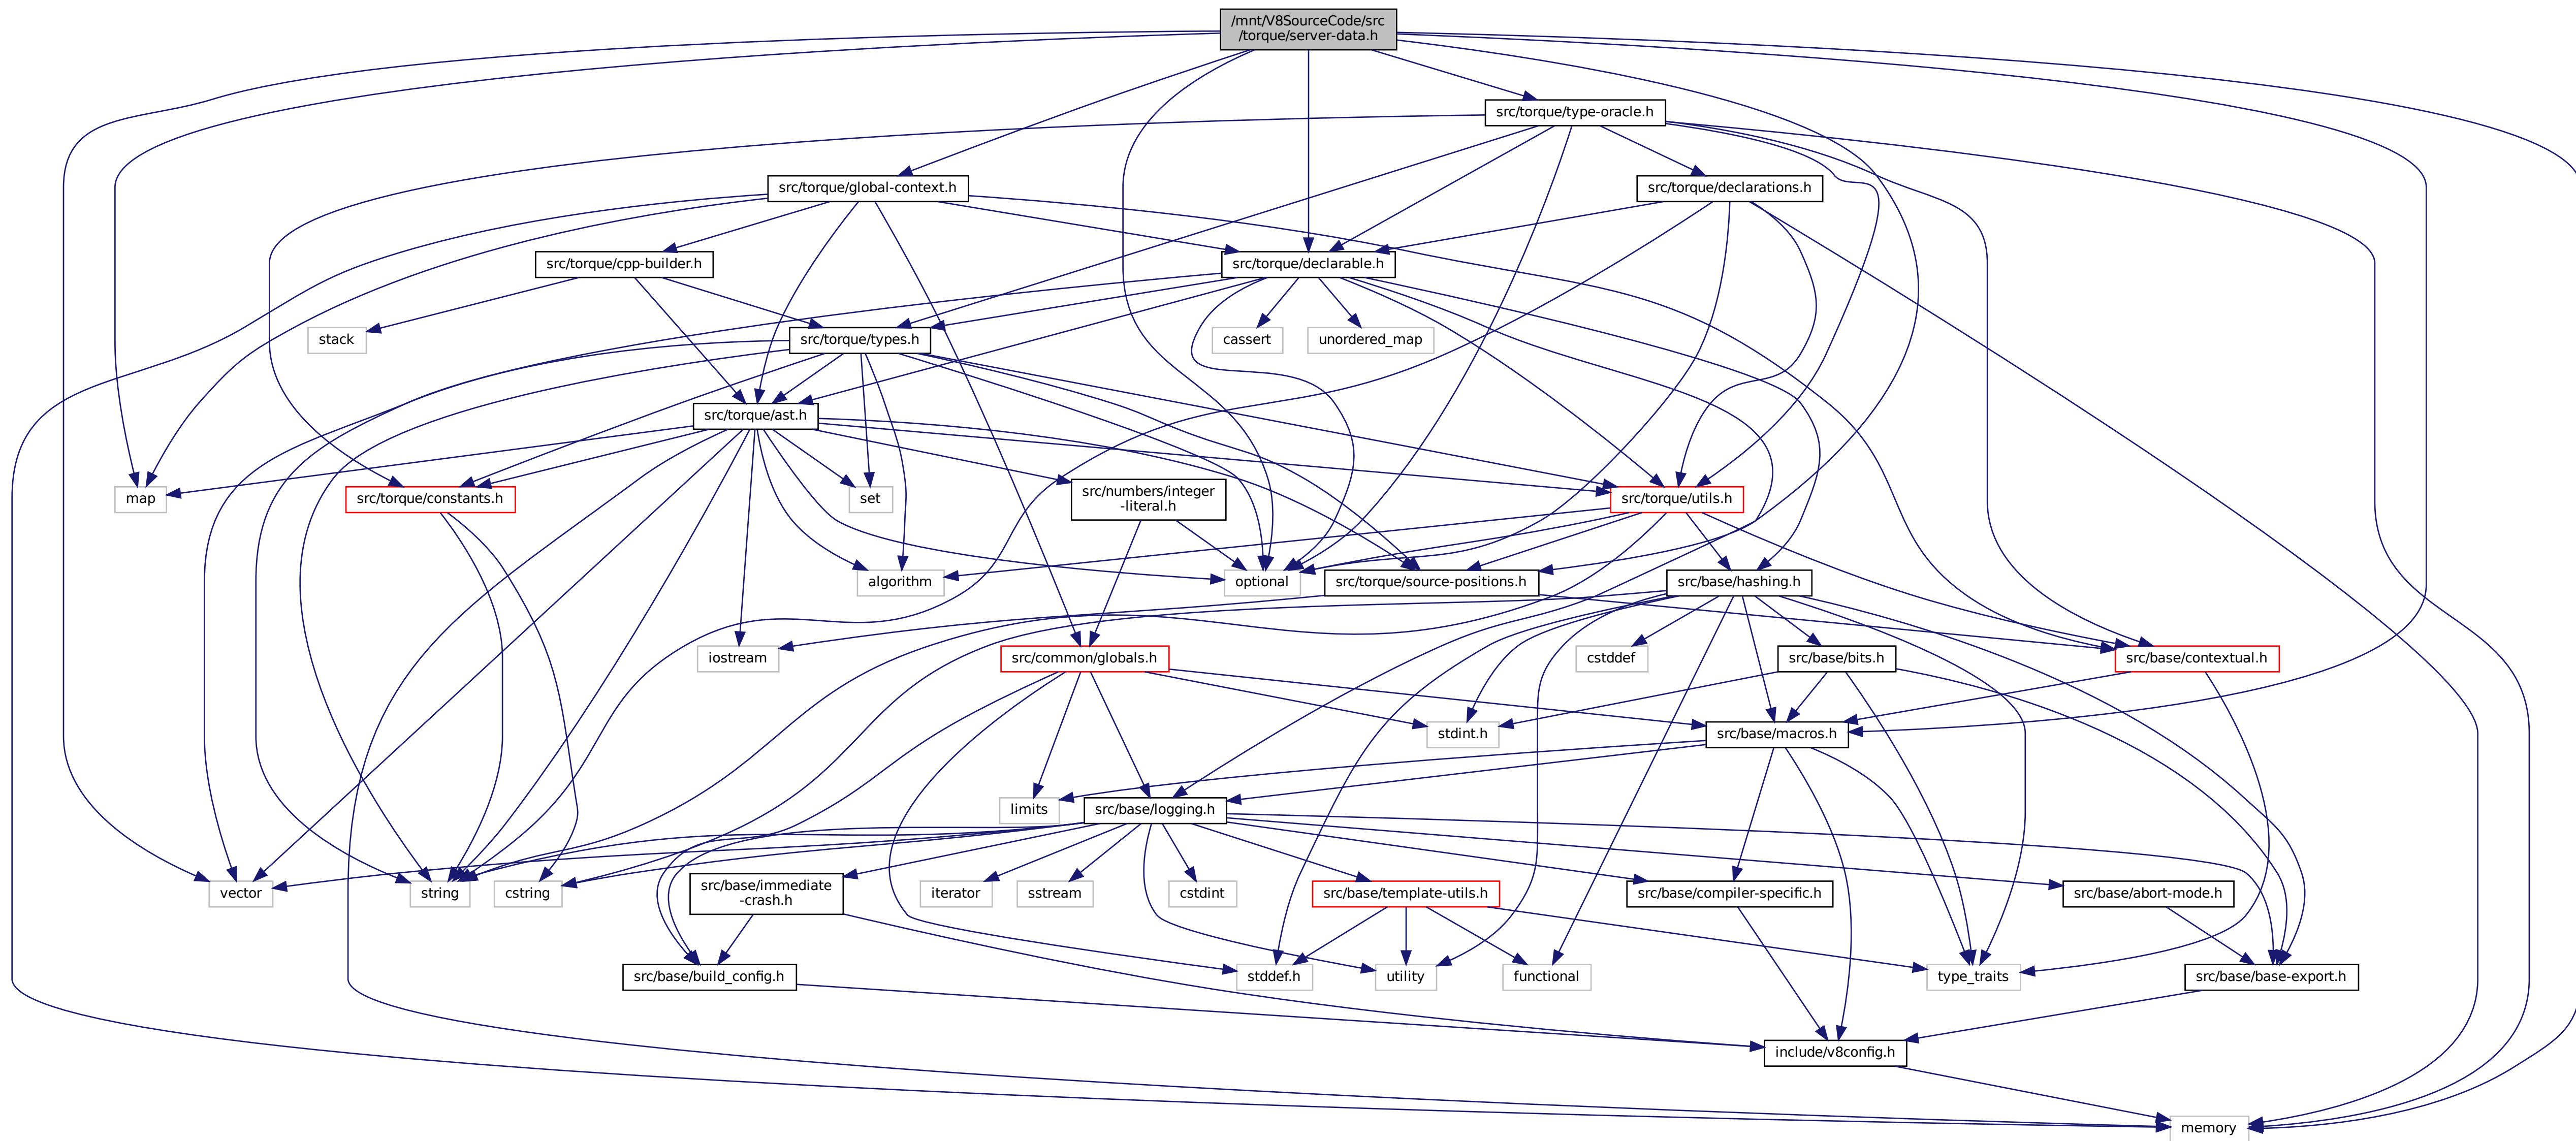 /mnt/V8SourceCode/src
/torque/server-data.h
src/torque/type-oracle.h
src/torque/global-context.h
src/torque/declarations.h
src/torque/cpp-builder.h
src/torque/declarable.h
stack
src/torque/types.h
cassert
unordered_map
src/torque/ast.h
map
src/torque/constants.h
set
src/numbers/integer
-literal.h
src/torque/utils.h
algorithm
optional
src/torque/source-positions.h
src/base/hashing.h
iostream
src/common/globals.h
cstddef
src/base/bits.h
src/base/contextual.h
stdint.h
src/base/macros.h
limits
src/base/logging.h
vector
string
cstring
src/base/immediate
-crash.h
iterator
sstream
cstdint
src/base/template-utils.h
src/base/compiler-specific.h
src/base/abort-mode.h
src/base/build_config.h
stddef.h
utility
functional
type_traits
src/base/base-export.h
include/v8config.h
memory